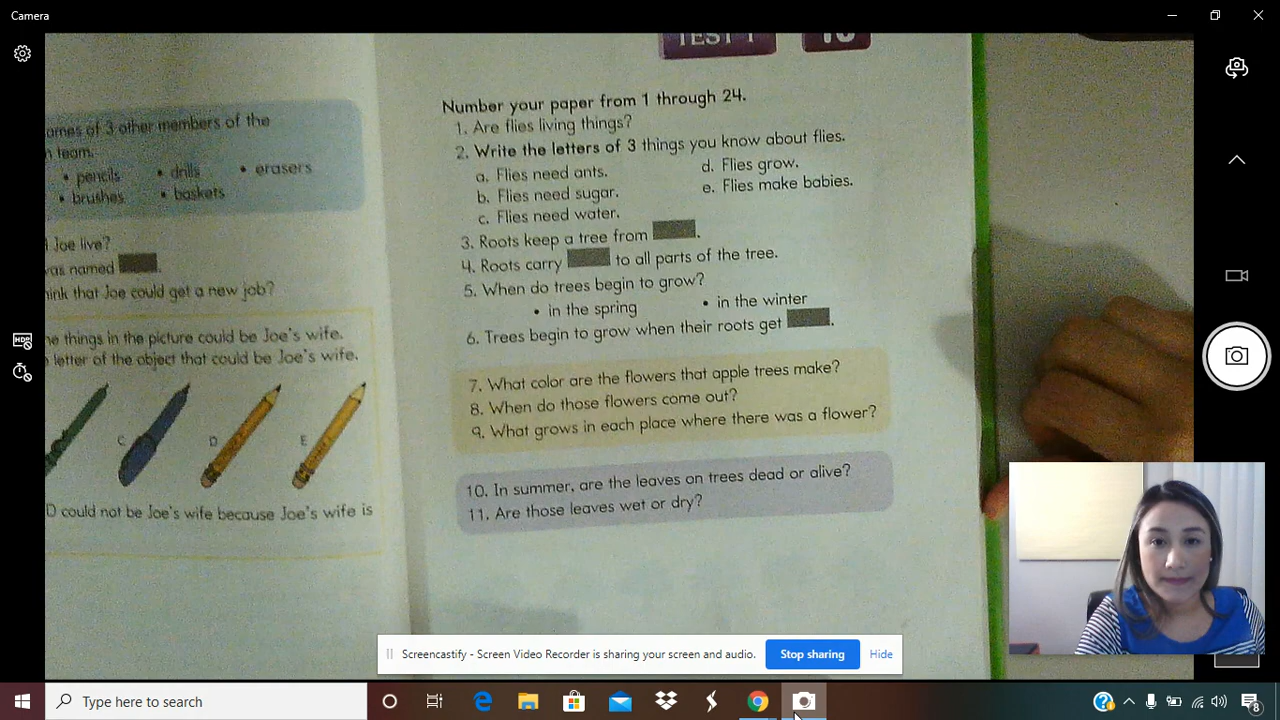 Camera
TEST 1 10
ames of 3 other members of the
n team.
• pencils • drills • erasers
• brushes • baskets
Joe live?
was named
ink that Joe could get a new job?
he things in the picture could be Joe's wife.
letter of the object that could be Joe's wife.
C D E
D could not be Joe's wife because Joe's wife is
Number your paper from 1 through 24.
1. Are flies living things?
2. Write the letters of 3 things you know about flies.
a. Flies need ants.
b. Flies need sugar.
c. Flies need water.
d. Flies grow.
e. Flies make babies.
3. Roots keep a tree from .
4. Roots carry to all parts of the tree.
5. When do trees begin to grow?
• in the spring • in the winter
6. Trees begin to grow when their roots get .
7. What color are the flowers that apple trees make?
8. When do those flowers come out?
9. What grows in each place where there was a flower?
10. In summer, are the leaves on trees dead or alive?
11. Are those leaves wet or dry?
Screencastify - Screen Video Recorder is sharing your screen and audio. Stop sharing Hide
Type here to search
8